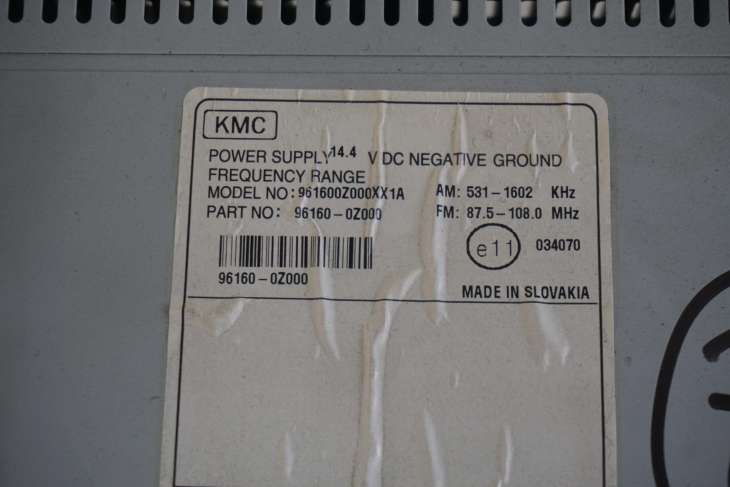 KMC
POWER SUPPLY 14.4 V DC NEGATIVE GROUND
FREQUENCY RANGE
MODEL NO: 961600Z000XX1A AM: 531-1602 KHz
PART NO: 96160-0Z000 FM: 87.5-108.0 MHz
e11 034070
96160-0Z000
MADE IN SLOVAKIA